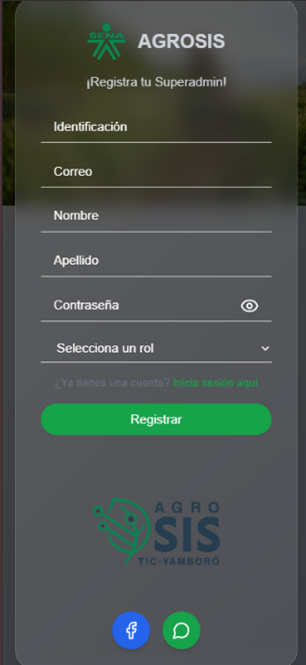 SENA
AGROSIS
¡Registra tu Superadmin!
Identificación
Correo
Nombre
Apellido
Contraseña
Selecciona un rol
¿Ya tienes una cuenta? Inicia sesión aquí
Registrar
AGRO
SIS
TIC-YAMBORÓ